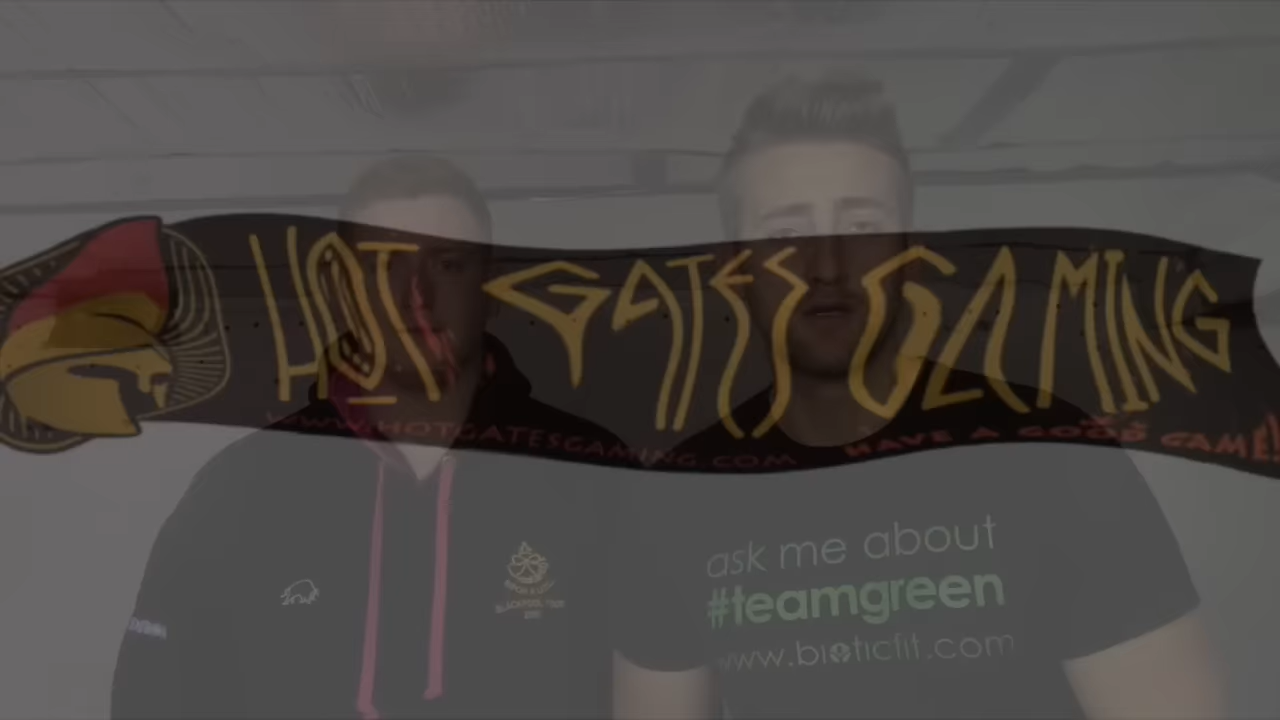 HOT GATES GAMING
WWW.HOTGATESGAMING.COM HAVE A GOOD GAME!
ask me about
#teamgreen
www.bioticfit.com